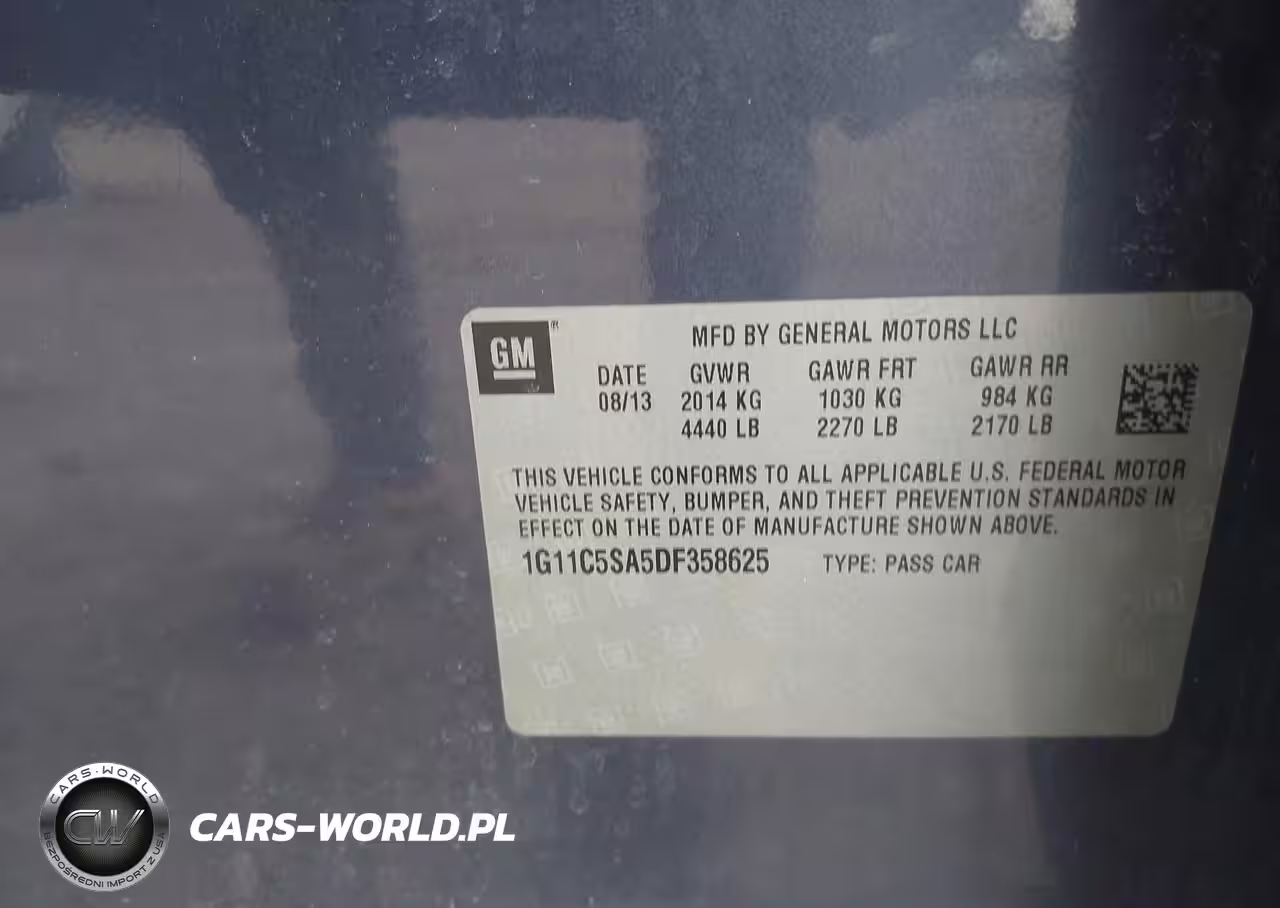 GM
MFD BY GENERAL MOTORS LLC
DATE GVWR GAWR FRT GAWR RR
08/13 2014 KG 1030 KG 984 KG
4440 LB 2270 LB 2170 LB
THIS VEHICLE CONFORMS TO ALL APPLICABLE U.S. FEDERAL MOTOR
VEHICLE SAFETY, BUMPER, AND THEFT PREVENTION STANDARDS IN
EFFECT ON THE DATE OF MANUFACTURE SHOWN ABOVE.
1G11C5SA5DF358625 TYPE: PASS CAR
CARS-WORLD
CW
BEZPOŚREDNI IMPORT Z USA
CARS-WORLD.PL